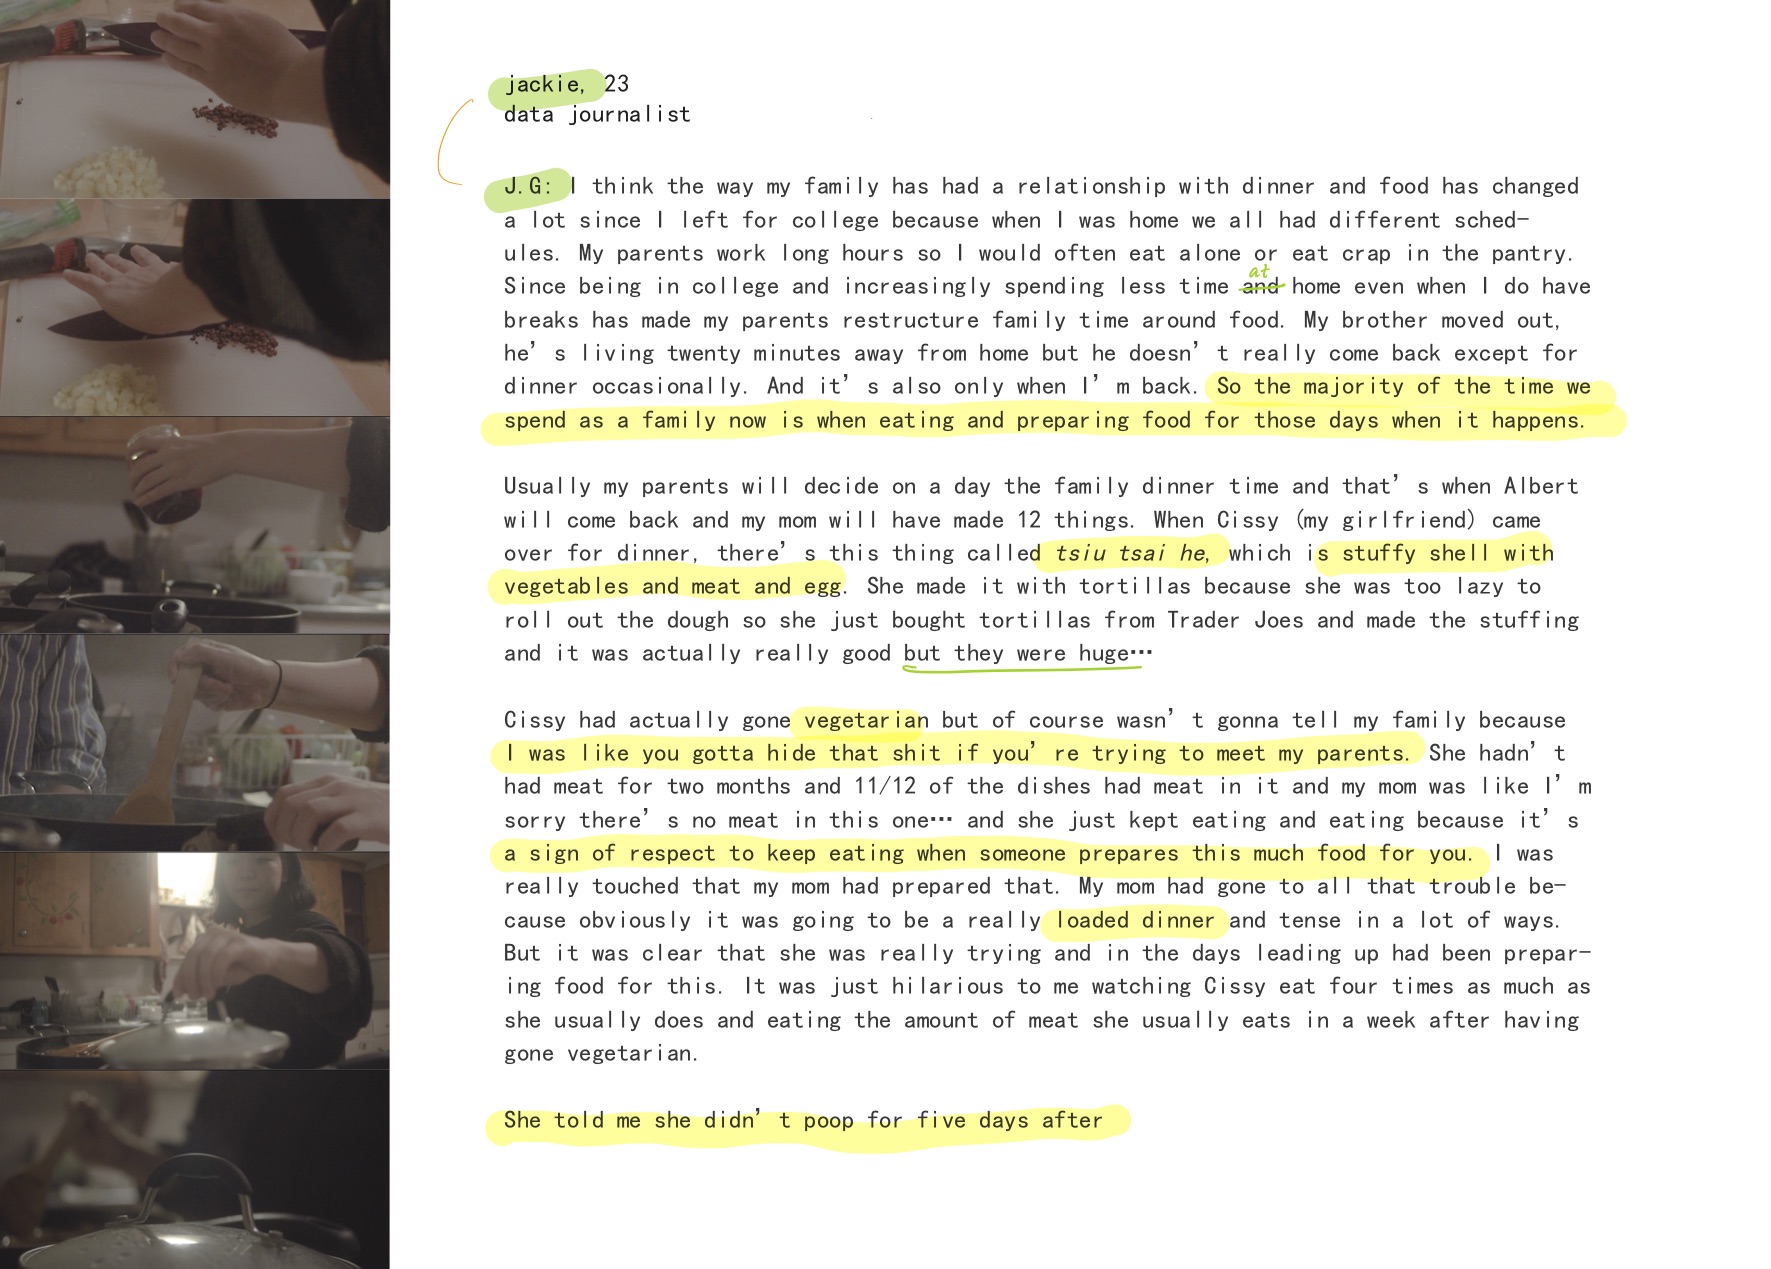 jackie, 23
data journalist
J.G: I think the way my family has had a relationship with dinner and food has changed
a lot since I left for college because when I was home we all had different sched-
ules. My parents work long hours so I would often eat alone or eat crap in the pantry.
at
Since being in college and increasingly spending less time and home even when I do have
breaks has made my parents restructure family time around food. My brother moved out,
he's living twenty minutes away from home but he doesn't really come back except for
dinner occasionally. And it's also only when I'm back. So the majority of the time we
spend as a family now is when eating and preparing food for those days when it happens.
Usually my parents will decide on a day the family dinner time and that's when Albert
will come back and my mom will have made 12 things. When Cissy (my girlfriend) came
over for dinner, there's this thing called tsiu tsai he, which is stuffy shell with
vegetables and meat and egg. She made it with tortillas because she was too lazy to
roll out the dough so she just bought tortillas from Trader Joes and made the stuffing
and it was actually really good but they were huge…
Cissy had actually gone vegetarian but of course wasn't gonna tell my family because
I was like you gotta hide that shit if you're trying to meet my parents. She hadn't
had meat for two months and 11/12 of the dishes had meat in it and my mom was like I'm
sorry there's no meat in this one… and she just kept eating and eating because it's
a sign of respect to keep eating when someone prepares this much food for you. I was
really touched that my mom had prepared that. My mom had gone to all that trouble be-
cause obviously it was going to be a really loaded dinner and tense in a lot of ways.
But it was clear that she was really trying and in the days leading up had been prepar-
ing food for this. It was just hilarious to me watching Cissy eat four times as much as
she usually does and eating the amount of meat she usually eats in a week after having
gone vegetarian.
She told me she didn't poop for five days after